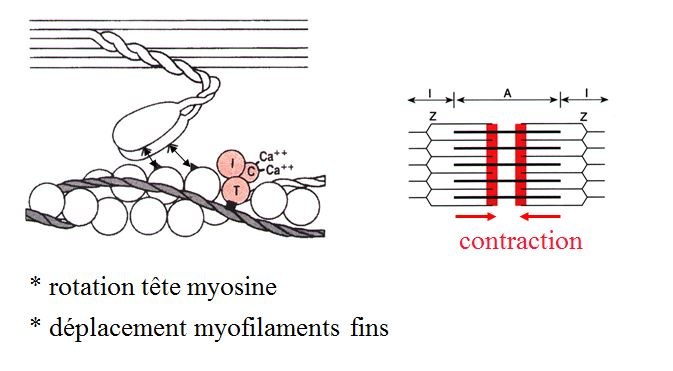 I A I
Z Z
I
Ca++
C Ca++
T
contraction
* rotation tête myosine
* déplacement myofilaments fins